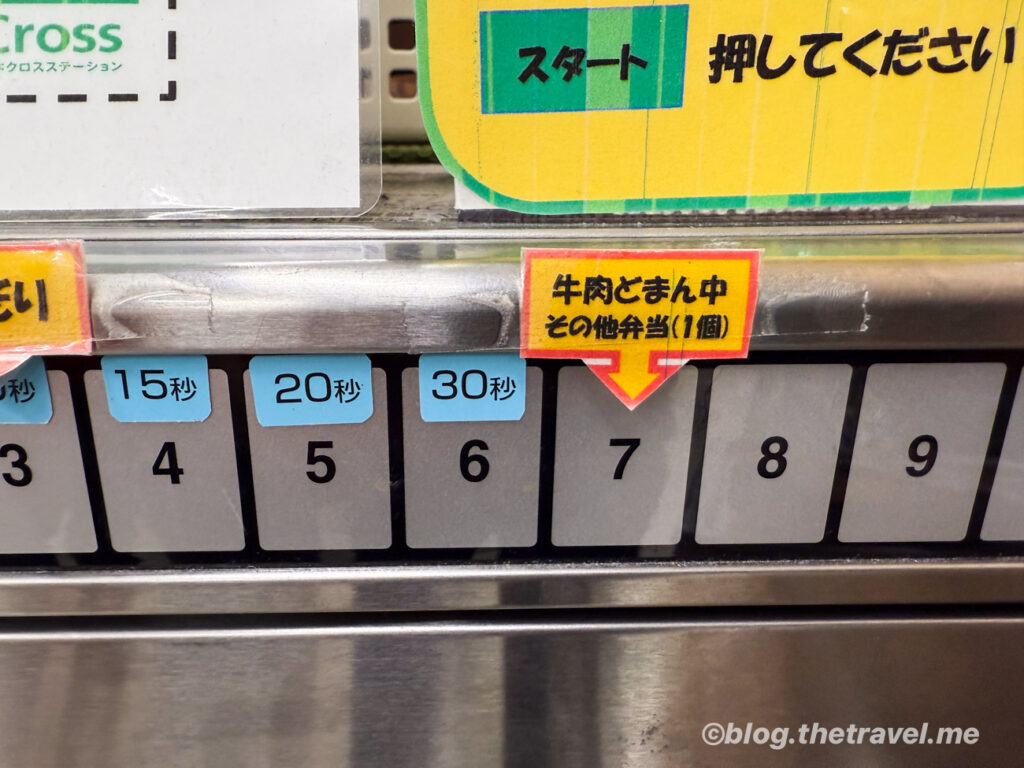 Cross
クロスステーション
スタート 押してください
牛肉どまん中
その他弁当(1個)
15秒 20秒 30秒
3 4 5 6 7 8 9
©blog.thetravel.me